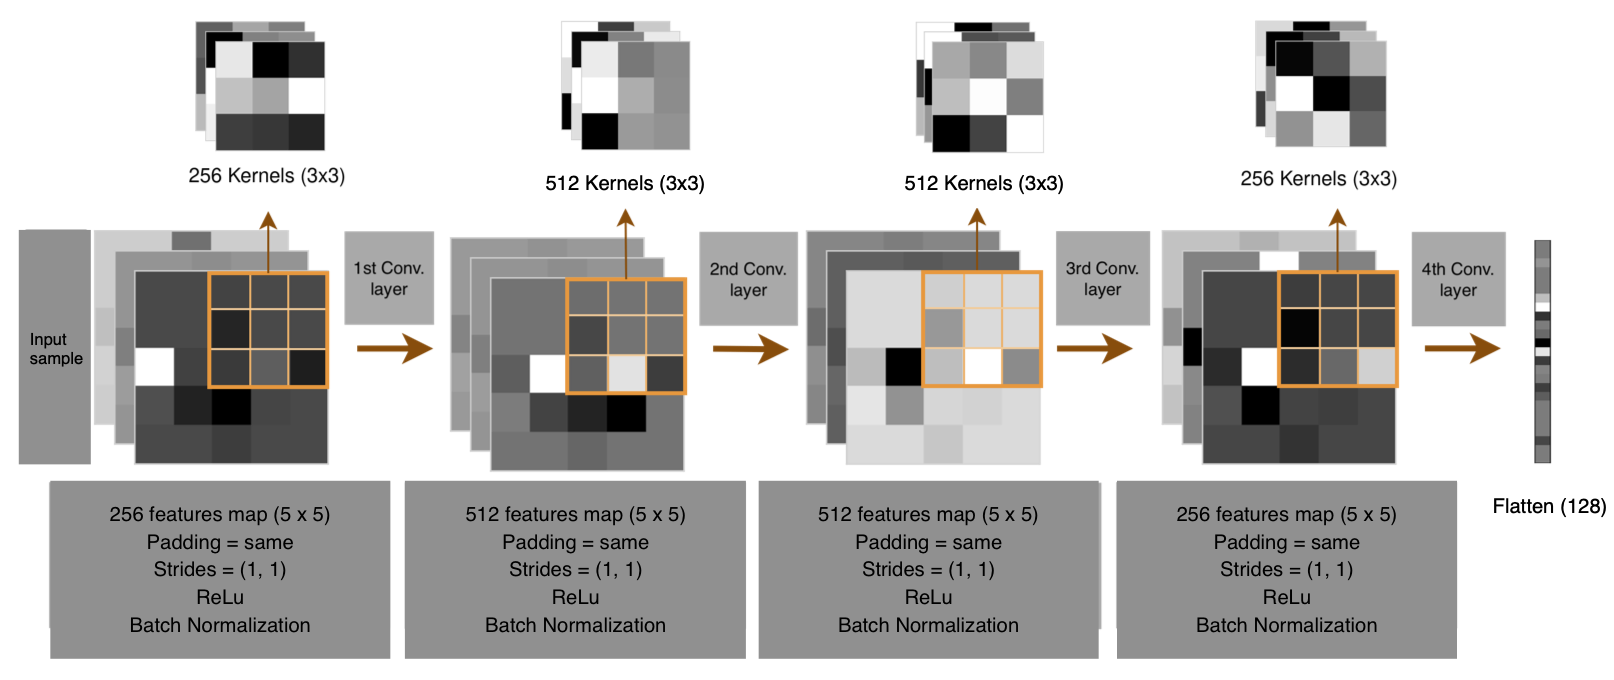 256 Kernels (3x3)
512 Kernels (3x3)
512 Kernels (3x3)
256 Kernels (3x3)
Input
sample
1st Conv.
layer
2nd Conv.
layer
3rd Conv.
layer
4th Conv.
layer
256 features map (5 x 5)
Padding = same
Strides = (1, 1)
ReLu
Batch Normalization
512 features map (5 x 5)
Padding = same
Strides = (1, 1)
ReLu
Batch Normalization
512 features map (5 x 5)
Padding = same
Strides = (1, 1)
ReLu
Batch Normalization
256 features map (5 x 5)
Padding = same
Strides = (1, 1)
ReLu
Batch Normalization
Flatten (128)